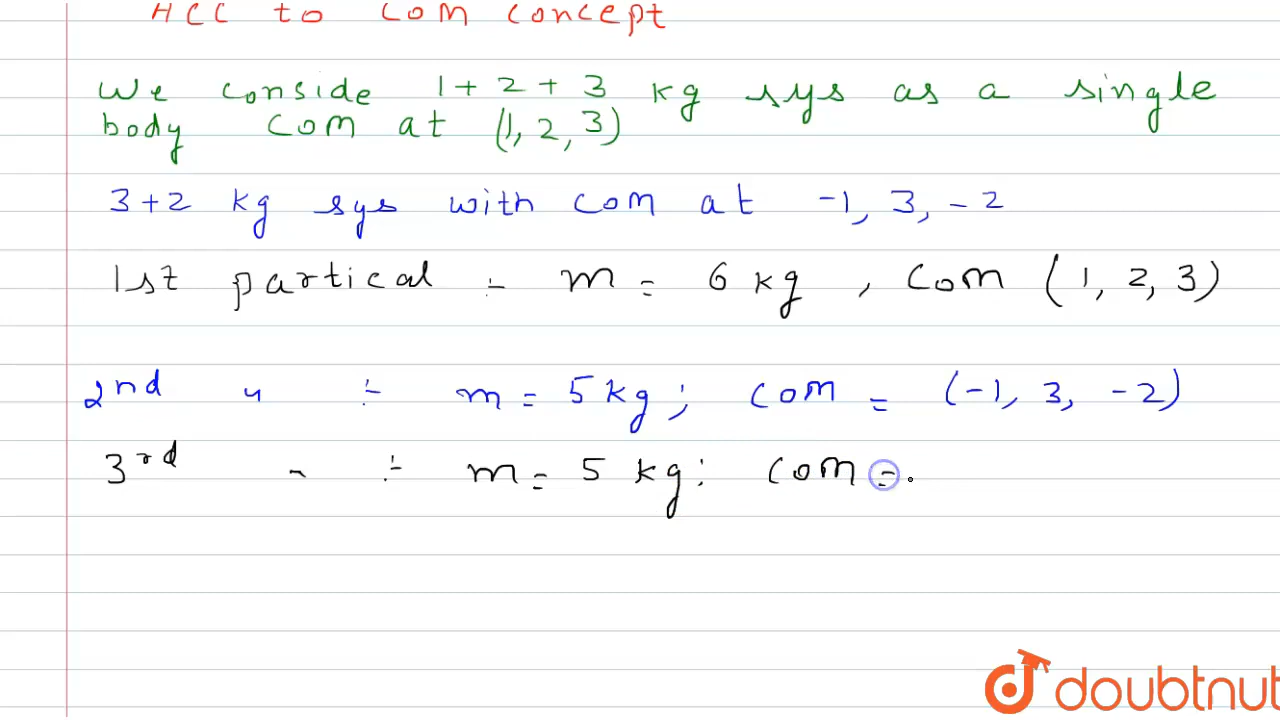 ACC to COM concept
We conside 1+2+3 kg sys as a single
body COM at (1,2,3)
3+2 kg sys with COM at -1, 3, -2
1st partical ÷ m = 6 kg , COM (1, 2, 3)
2nd " ÷ m = 5 kg ; COM = (-1, 3, -2)
3rd " ÷ m = 5 kg : COM = .
doubtnut